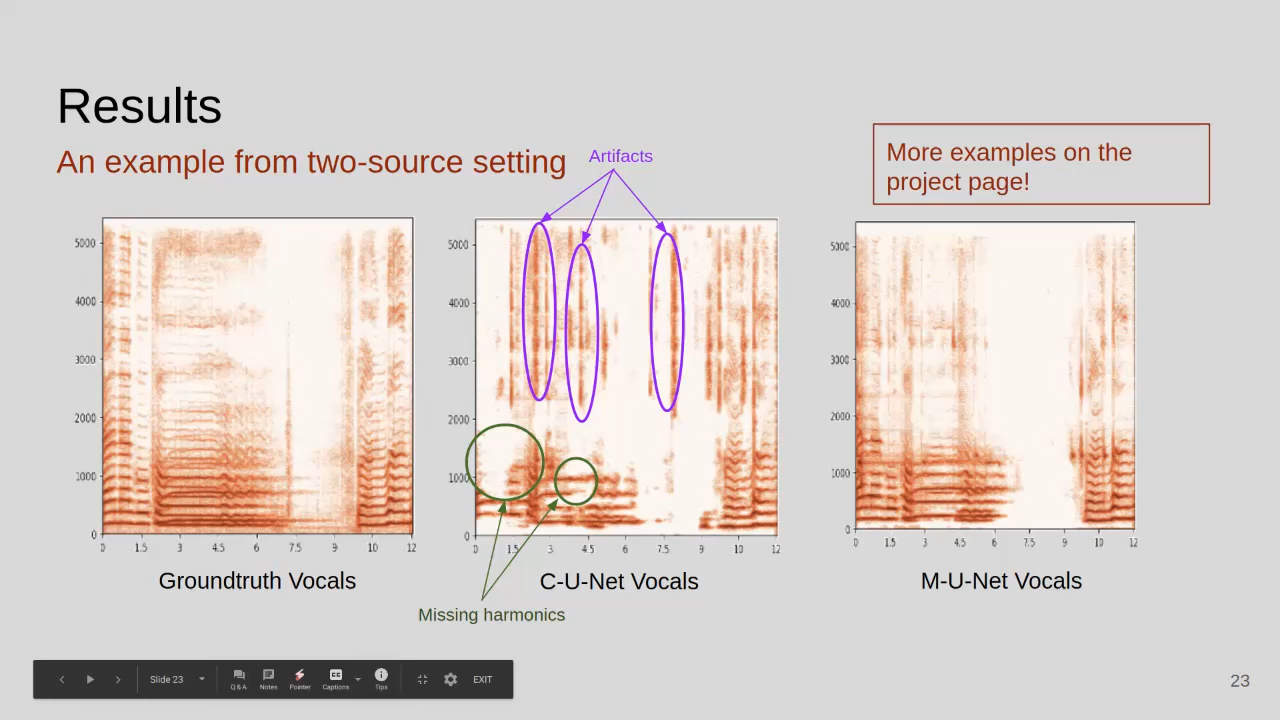 Results
An example from two-source setting
Artifacts
More examples on the
project page!
5000
4000
3000
2000
1000
0
0 1.5 3 4.5 6 7.5 9 10 12
5000
4000
3000
2000
1000
0
0 1.5 3 4.5 6 7.5 9 10 12
5000
4000
3000
2000
1000
0
0 1.5 3 4.5 6 7.5 9 10 12
Groundtruth Vocals
C-U-Net Vocals
M-U-Net Vocals
Missing harmonics
Slide 23
Q & A
Notes
Pointer
CC
Captions
Tips
EXIT
23